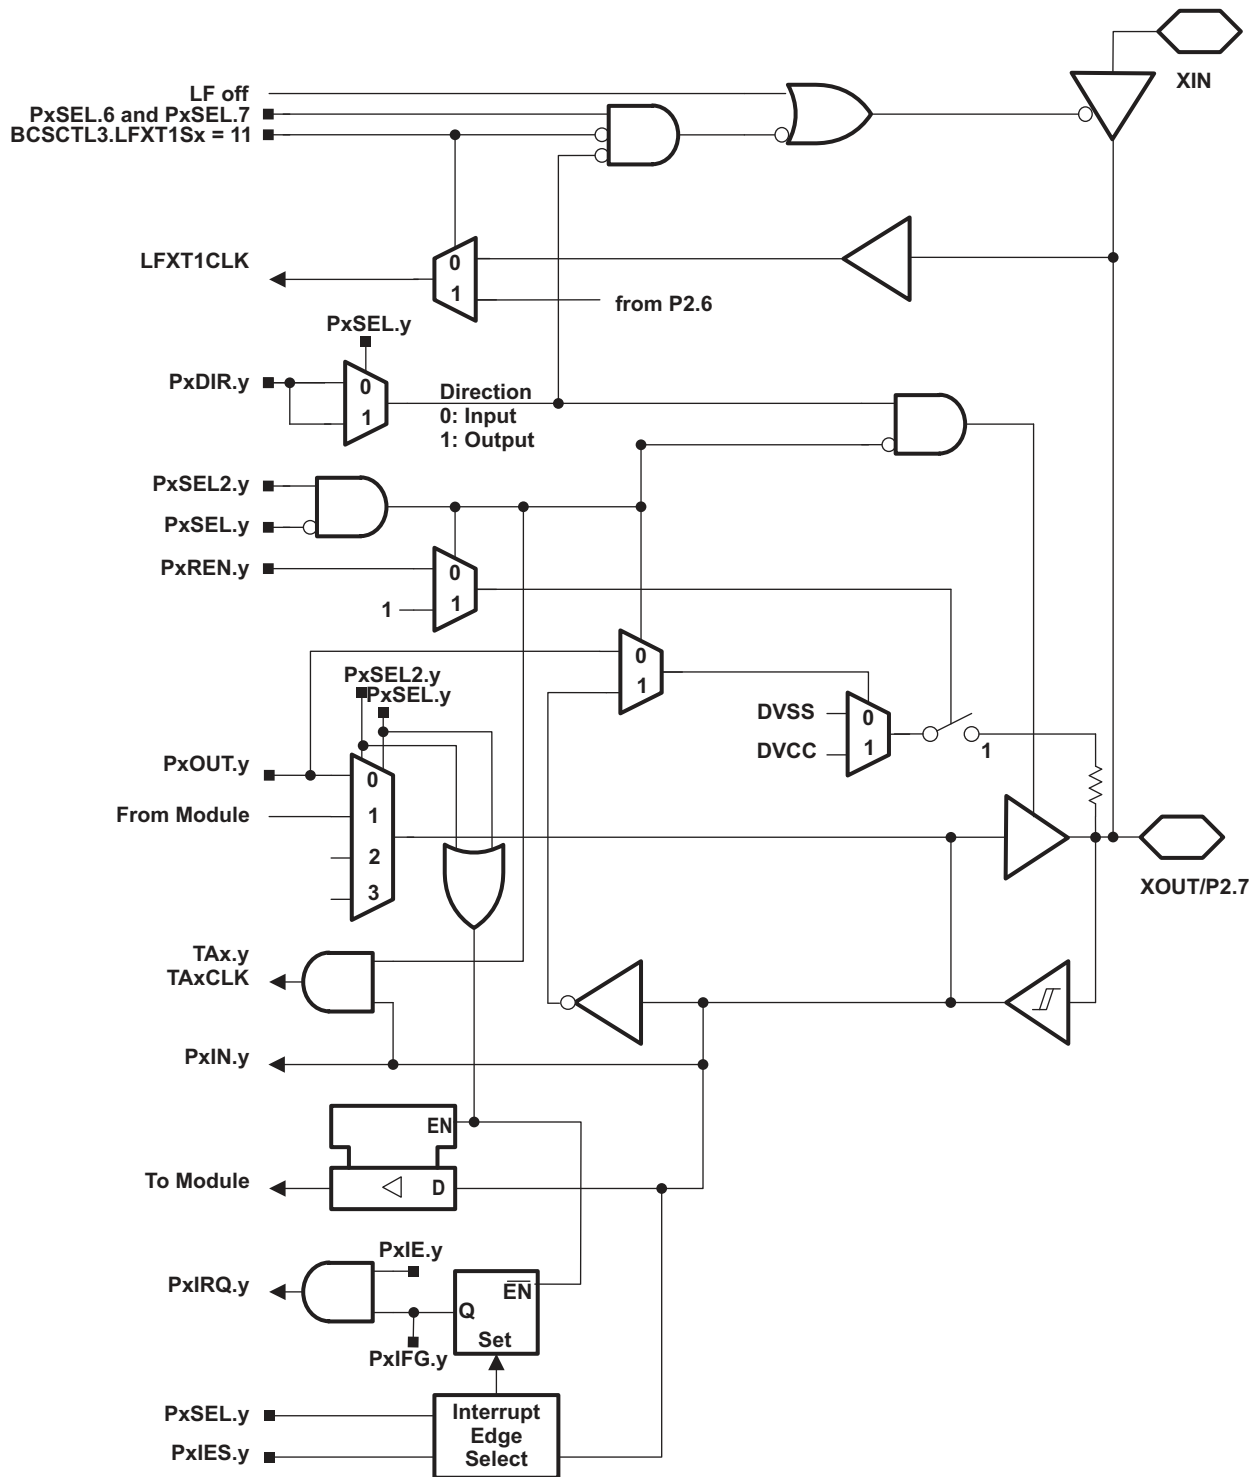 XIN
LF off
PxSEL.6 and PxSEL.7
BCSCTL3.LFXT1Sx = 11
LFXT1CLK
0
1
from P2.6
PxSEL.y
PxDIR.y
0
1
Direction
0: Input
1: Output
PxSEL2.y
PxSEL.y
PxREN.y
0
1
1
0
1
PxSEL2.y
PxSEL.y
DVSS
DVCC
0
1
1
PxOUT.y
From Module
0
1
2
3
XOUT/P2.7
TAx.y
TAxCLK
PxIN.y
EN
To Module
D
PxIE.y
PxIRQ.y
EN
Q
Set
PxIFG.y
PxSEL.y
PxIES.y
Interrupt
Edge
Select